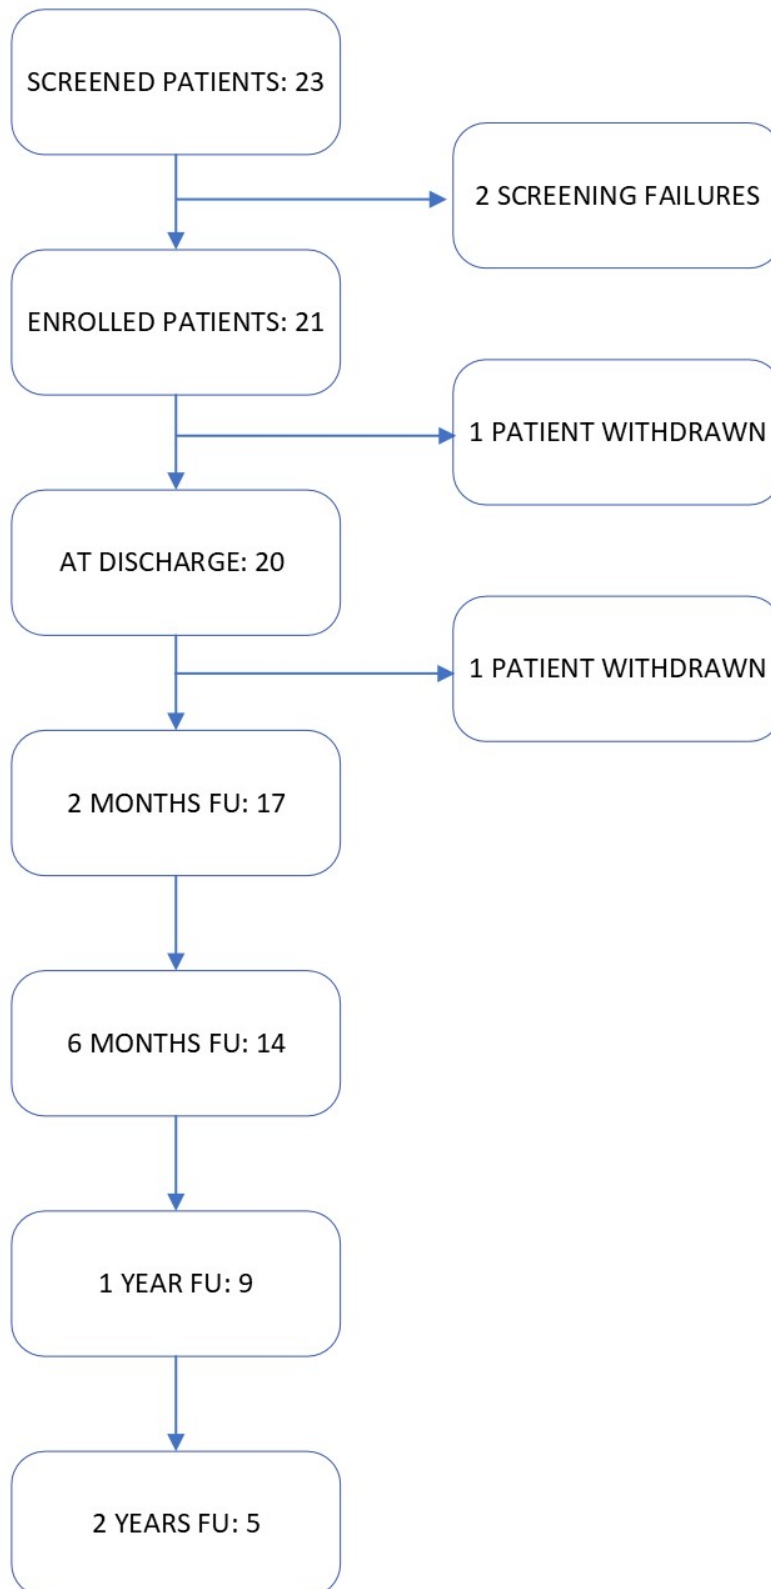 SCREENED PATIENTS: 23
2 SCREENING FAILURES
ENROLLED PATIENTS: 21
1 PATIENT WITHDRAWN
AT DISCHARGE: 20
1 PATIENT WITHDRAWN
2 MONTHS FU: 17
6 MONTHS FU: 14
1 YEAR FU: 9
2 YEARS FU: 5